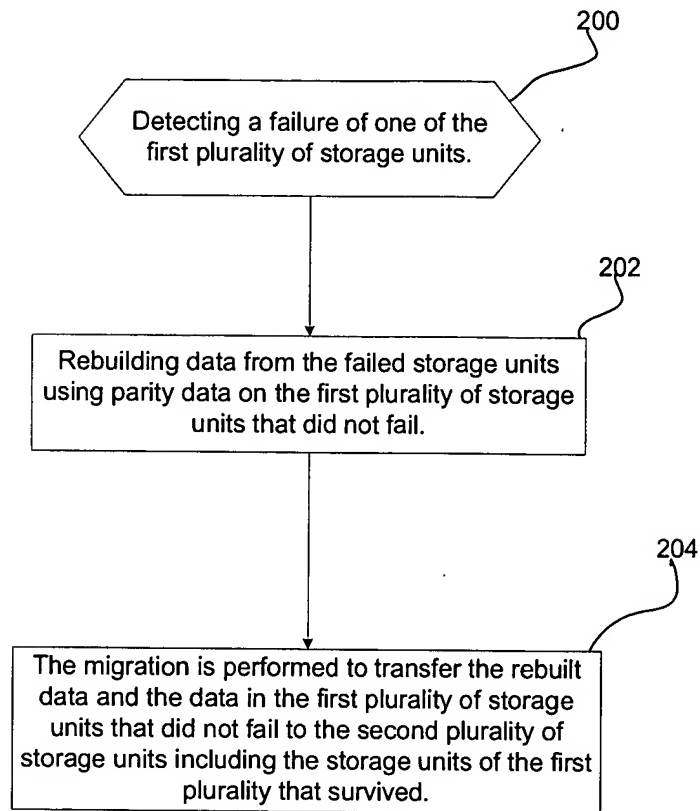 200
Detecting a failure of one of the
first plurality of storage units.
202
Rebuilding data from the failed storage units
using parity data on the first plurality of storage
units that did not fail.
204
The migration is performed to transfer the rebuilt
data and the data in the first plurality of storage
units that did not fail to the second plurality of
storage units including the storage units of the first
plurality that survived.